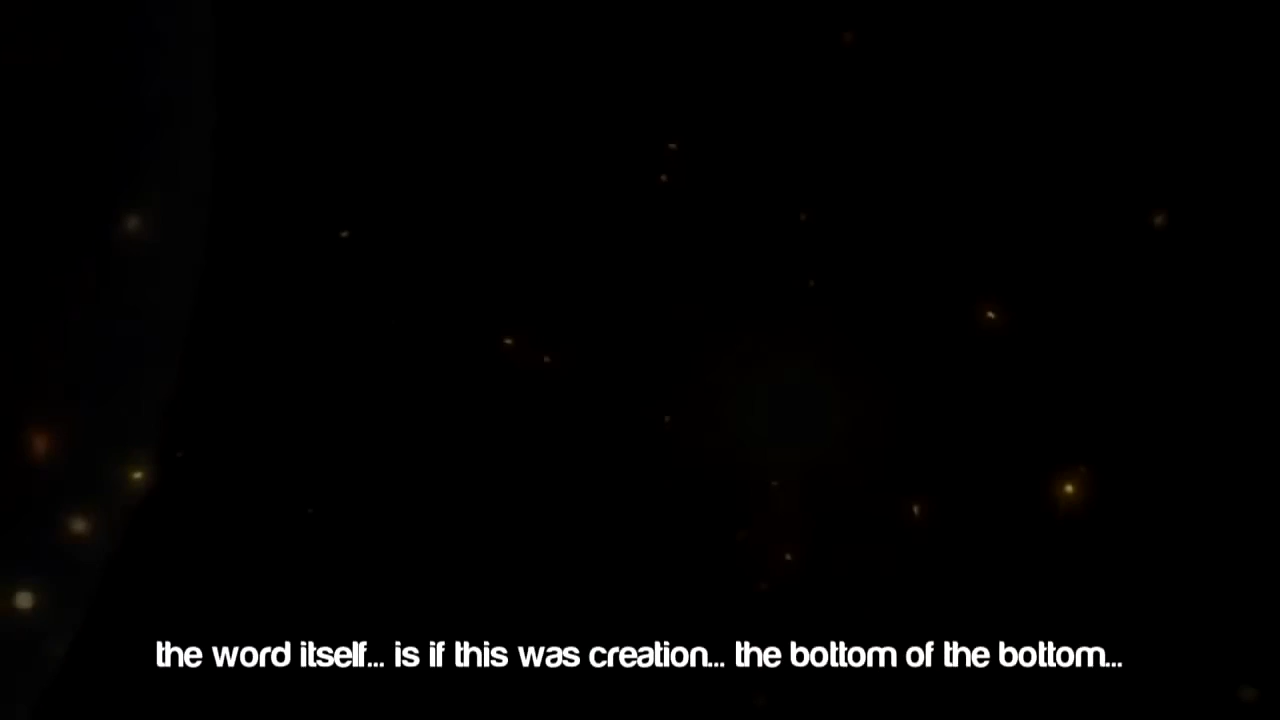 the word itself... is if this was creation... the bottom of the bottom...